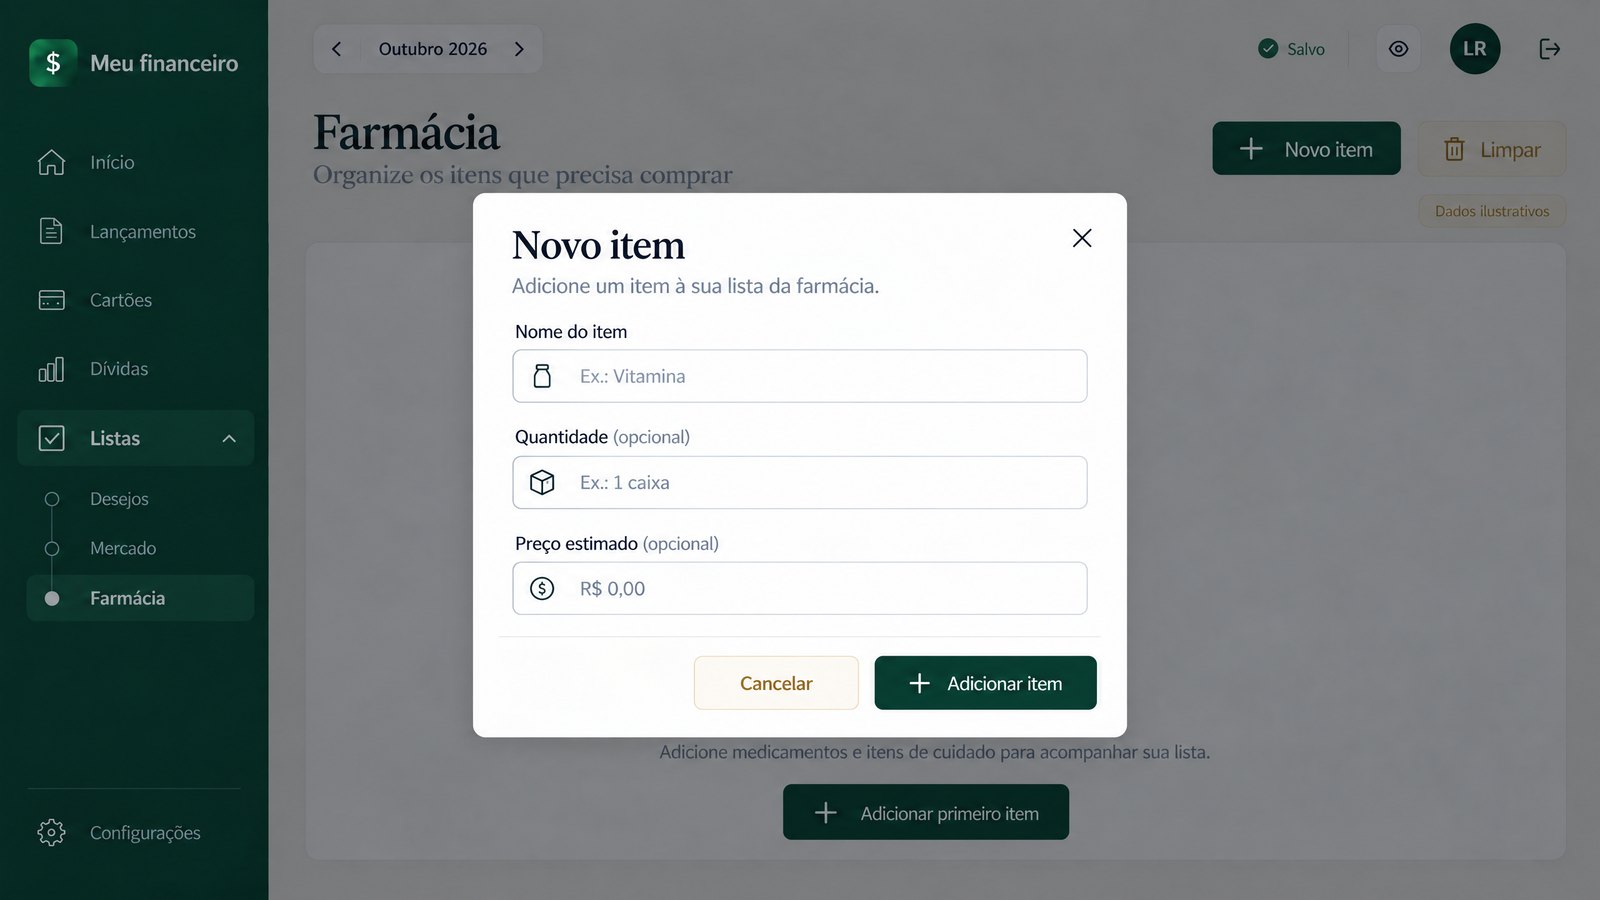 $ Meu financeiro
Início
Lançamentos
Cartões
Dívidas
Listas
Desejos
Mercado
Farmácia
Configurações
Outubro 2026
Salvo
LR
Farmácia
Organize os itens que precisa comprar
Novo item
Limpar
Dados ilustrativos
Novo item
Adicione um item à sua lista da farmácia.
Nome do item
Ex.: Vitamina
Quantidade (opcional)
Ex.: 1 caixa
Preço estimado (opcional)
$ R$ 0,00
Cancelar
Adicionar item
Adicione medicamentos e itens de cuidado para acompanhar sua lista.
Adicionar primeiro item